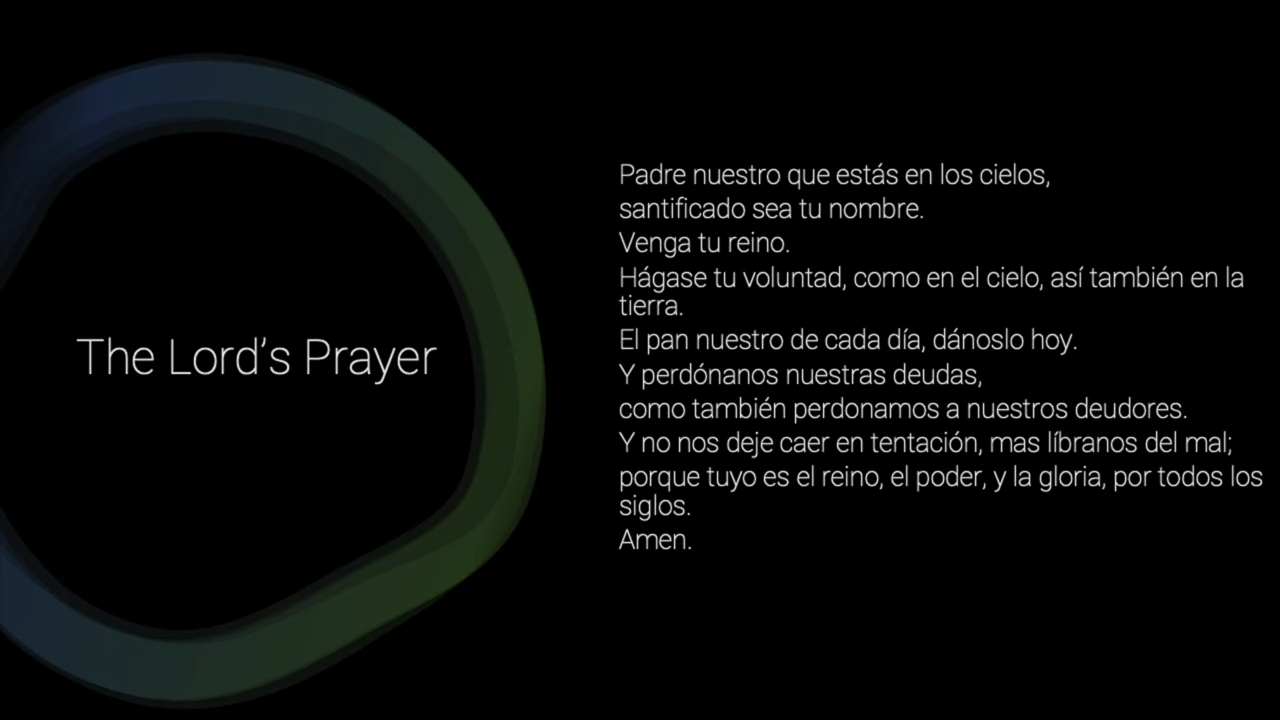 The Lord’s Prayer
Padre nuestro que estás en los cielos,
santificado sea tu nombre.
Venga tu reino.
Hágase tu voluntad, como en el cielo, así también en la
tierra.
El pan nuestro de cada día, dánoslo hoy.
Y perdónanos nuestras deudas,
como también perdonamos a nuestros deudores.
Y no nos deje caer en tentación, mas líbranos del mal;
porque tuyo es el reino, el poder, y la gloria, por todos los
siglos.
Amen.